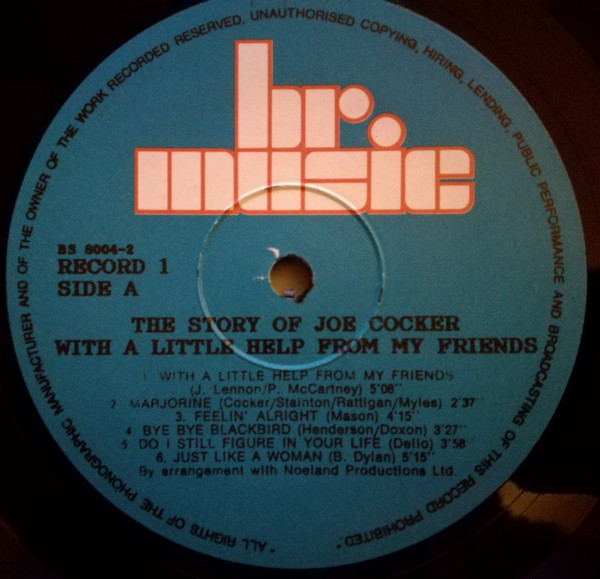 "ALL RIGHTS OF THE PHONOGRAPHIC MANUFACTURER AND OF THE OWNER OF THE WORK RECORDED RESERVED. UNAUTHORISED COPYING, HIRING, LENDING, PUBLIC PERFORMANCE AND BROADCASTING OF THIS RECORD PROHIBITED."
br.
music
BS 8004-2
RECORD 1
SIDE A
THE STORY OF JOE COCKER
WITH A LITTLE HELP FROM MY FRIENDS
1 WITH A LITTLE HELP FROM MY FRIENDS
(J. Lennon/P. McCartney) 5'06"
2 MARJORINE (Cocker/Stainton/Rattigan/Myles) 2'37"
3. FEELIN' ALRIGHT (Mason) 4'15"
4 BYE BYE BLACKBIRD (Henderson/Doxon) 3'27"
5 DO I STILL FIGURE IN YOUR LIFE (Dello) 3'58"
6. JUST LIKE A WOMAN (B. Dylan) 5'15"
By arrangement with Noeland Productions Ltd.